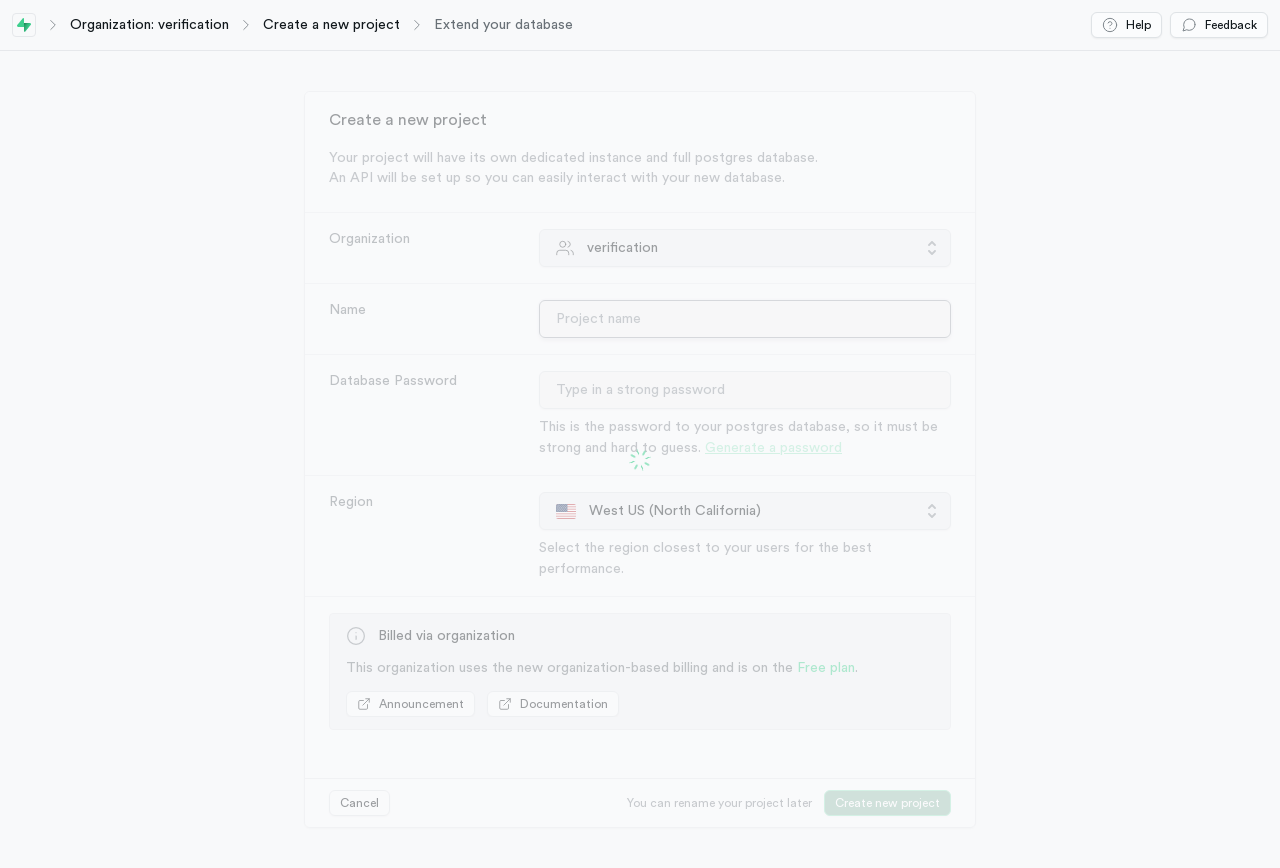 Organization: verification
Create a new project
Extend your database
Help
Feedback
Create a new project
Your project will have its own dedicated instance and full postgres database.
An API will be set up so you can easily interact with your new database.
Organization
verification
Name
Project name
Database Password
Type in a strong password
This is the password to your postgres database, so it must be
strong and hard to guess. Generate a password
Region
West US (North California)
Select the region closest to your users for the best
performance.
Billed via organization
This organization uses the new organization-based billing and is on the Free plan.
Announcement
Documentation
Cancel
You can rename your project later
Create new project